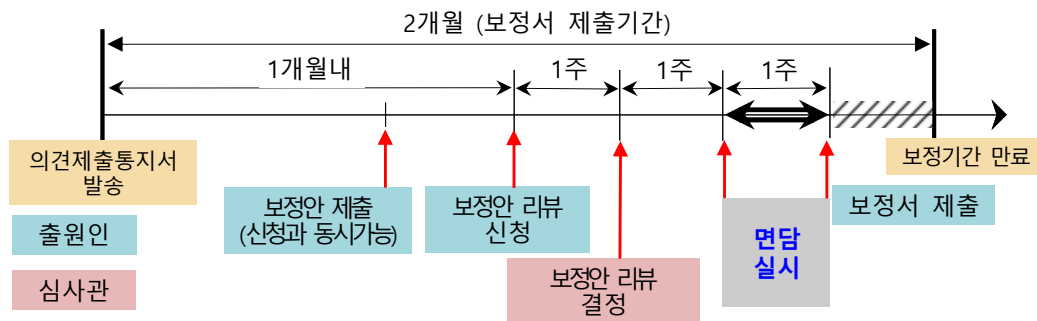 2개월 (보정서 제출기간)
1개월내
1주
1주
1주
의견제출통지서
발송
보정안 제출
(신청과 동시가능)
보정안 리뷰
신청
보정안 리뷰
결정
면담
실시
보정기간 만료
보정서 제출
출원인
심사관